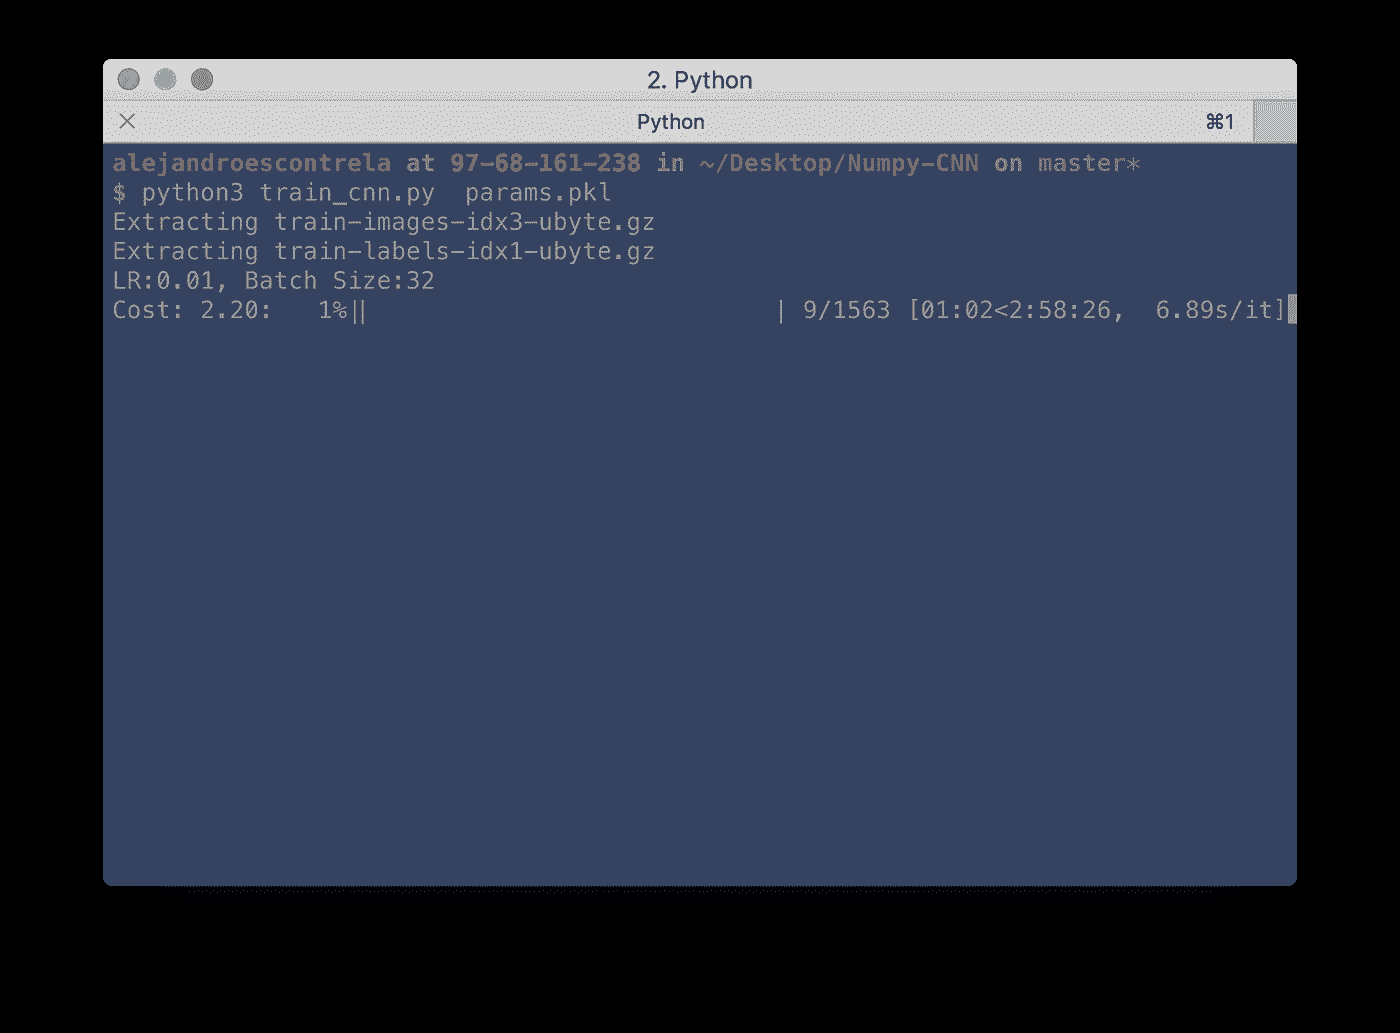 2. Python
Python ⌘1
alejandroescontrela at 97-68-161-238 in ~/Desktop/Numpy-CNN on master*
$ python3 train_cnn.py  params.pkl
Extracting train-images-idx3-ubyte.gz
Extracting train-labels-idx1-ubyte.gz
LR:0.01, Batch Size:32
Cost: 2.20:   1%|| | 9/1563 [01:02<2:58:26,  6.89s/it]